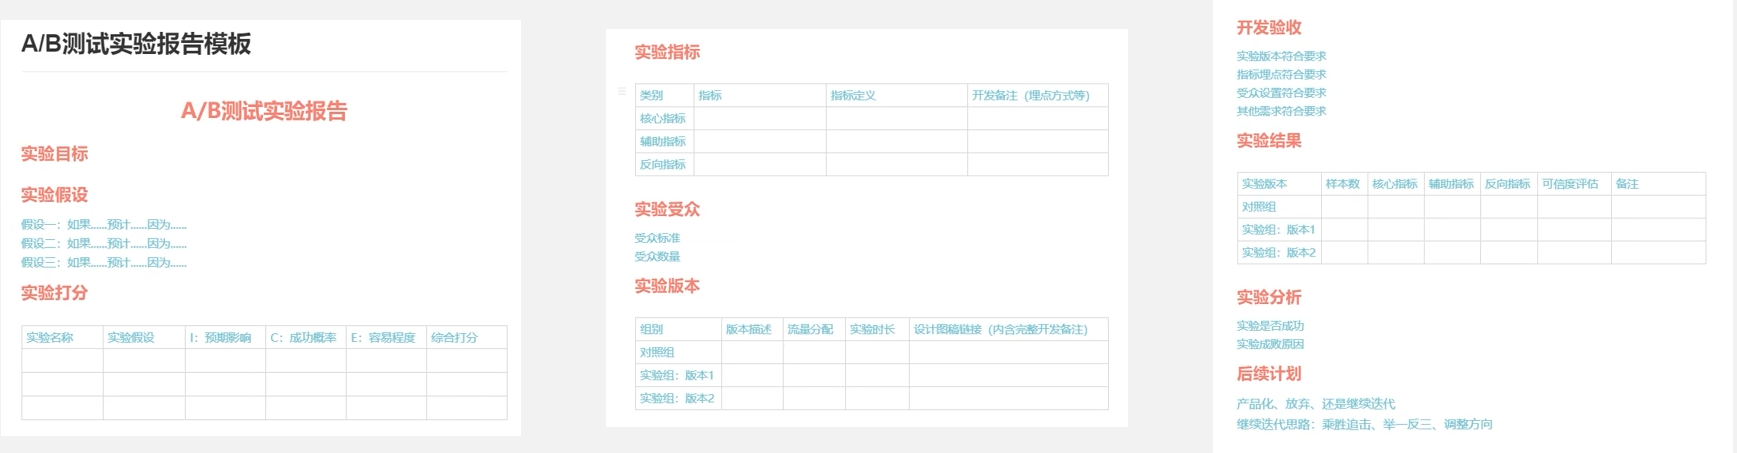 A/B测试实验报告模板
A/B测试实验报告
实验目标
实验假设
假设一：如果......预计......因为......
假设二：如果......预计......因为......
假设三：如果......预计......因为......
实验打分
实验名称 实验假设 I：预期影响 C：成功概率 E：容易程度 综合打分
实验指标
类别 指标 指标定义 开发备注（埋点方式等）
核心指标
辅助指标
反向指标
实验受众
受众标准
受众数量
实验版本
组别 版本描述 流量分配 实验时长 设计图稿链接（内含完整开发备注）
对照组
实验组：版本1
实验组：版本2
开发验收
实验版本符合要求
指标埋点符合要求
受众设置符合要求
其他需求符合要求
实验结果
实验版本 样本数 核心指标 辅助指标 反向指标 可信度评估 备注
对照组
实验组：版本1
实验组：版本2
实验分析
实验是否成功
实验成败原因
后续计划
产品化、放弃、还是继续迭代
继续迭代思路：乘胜追击、举一反三、调整方向